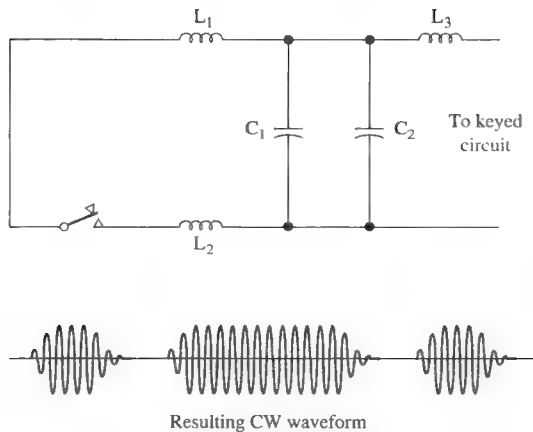 L₁
L₃
C₁
C₂
To keyed
circuit
L₂
Resulting CW waveform